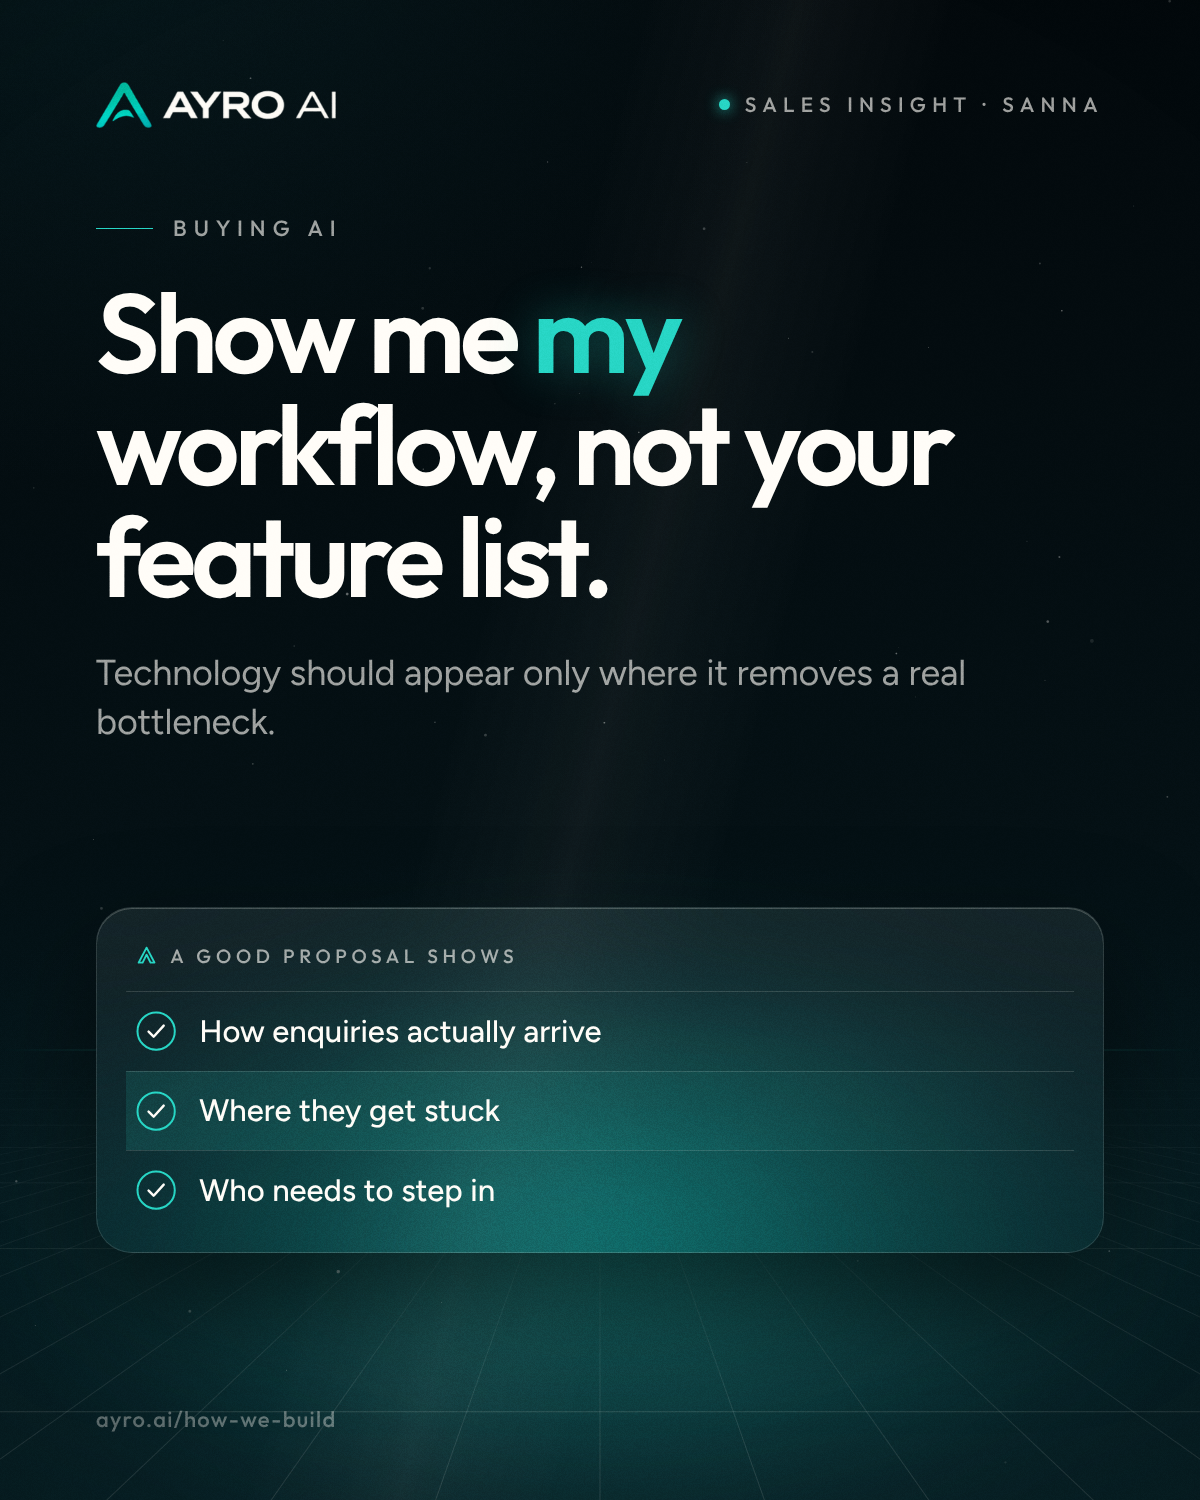 AYRO AI
SALES INSIGHT · SANNA
BUYING AI
Show me my
workflow, not your
feature list.
Technology should appear only where it removes a real
bottleneck.
A GOOD PROPOSAL SHOWS
How enquiries actually arrive
Where they get stuck
Who needs to step in
ayro.ai/how-we-build